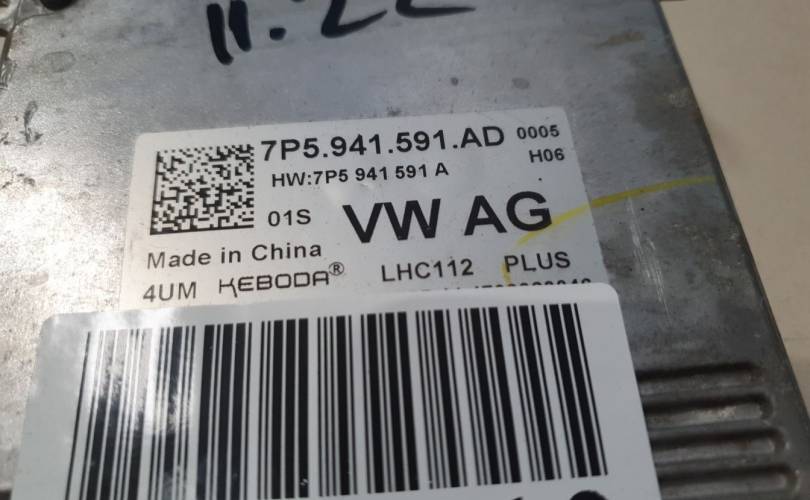 11.22
7P5.941.591.AD 0005
HW:7P5 941 591 A H06
01S VW AG
Made in China
4UM KEBODA® LHC112 PLUS